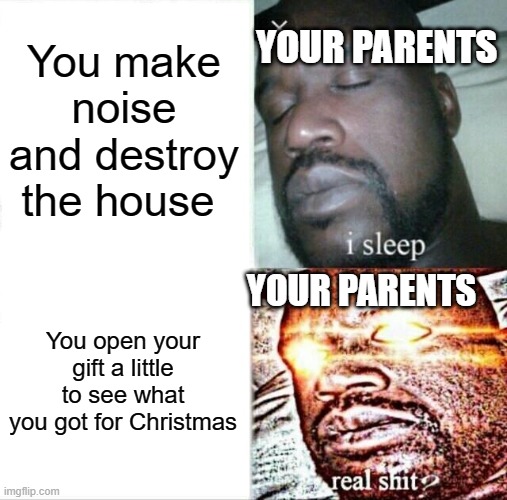 You make
noise
and destroy
the house
YOUR PARENTS
i sleep
YOUR PARENTS
You open your
gift a little
to see what
you got for Christmas
real shit?
imgflip.com